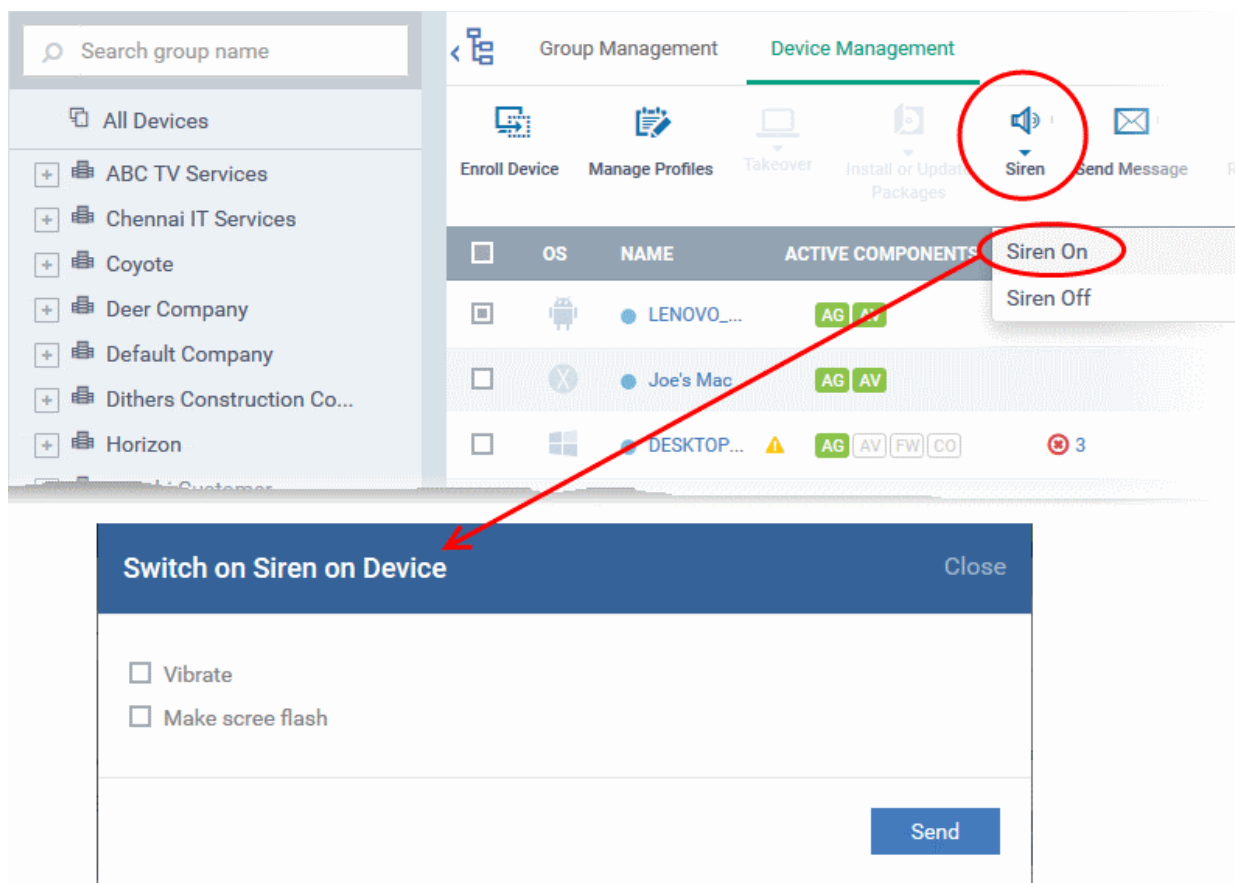 Search group name
Group Management
Device Management
All Devices
ABC TV Services
Chennai IT Services
Coyote
Deer Company
Default Company
Dithers Construction Co...
Horizon
Enroll Device
Manage Profiles
Takeover
Install or Update
Packages
Siren
Send Message
OS
NAME
ACTIVE COMPONENTS
Siren On
Siren Off
LENOVO_...
AG AV
Joe's Mac
AG AV
DESKTOP...
AG AV FW CO
3
Switch on Siren on Device
Close
Vibrate
Make scree flash
Send